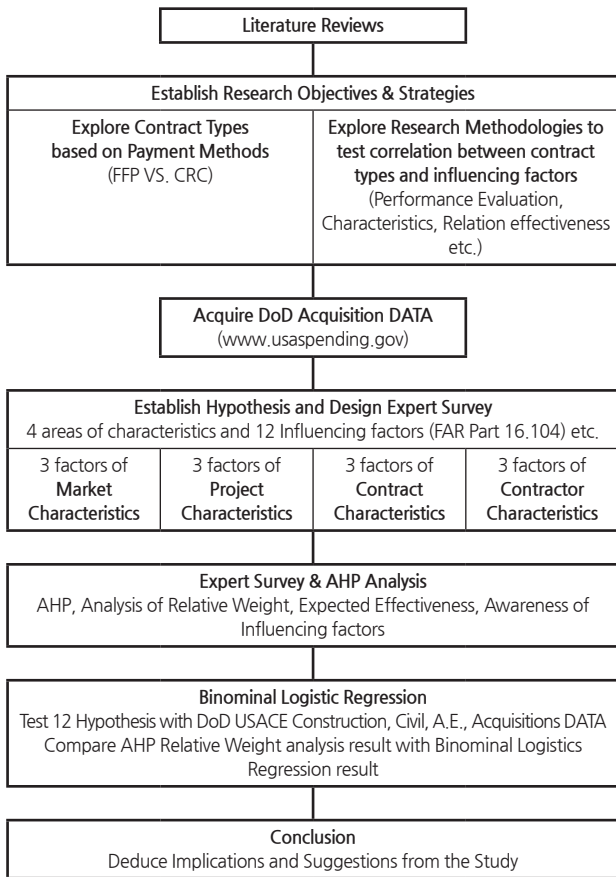 Literature Reviews
Establish Research Objectives & Strategies
Explore Contract Types
based on Payment Methods
(FFP VS. CRC)
Explore Research Methodologies to
test correlation between contract
types and influencing factors
(Performance Evaluation,
Characteristics, Relation effectiveness
etc.)
Acquire DoD Acquisition DATA
(www.usaspending.gov)
Establish Hypothesis and Design Expert Survey
4 areas of characteristics and 12 Influencing factors (FAR Part 16.104) etc.
3 factors of
Market
Characteristics
3 factors of
Project
Characteristics
3 factors of
Contract
Characteristics
3 factors of
Contractor
Characteristics
Expert Survey & AHP Analysis
AHP, Analysis of Relative Weight, Expected Effectiveness, Awareness of
Influencing factors
Binominal Logistic Regression
Test 12 Hypothesis with DoD USACE Construction, Civil, A.E., Acquisitions DATA
Compare AHP Relative Weight analysis result with Binominal Logistics
Regression result
Conclusion
Deduce Implications and Suggestions from the Study